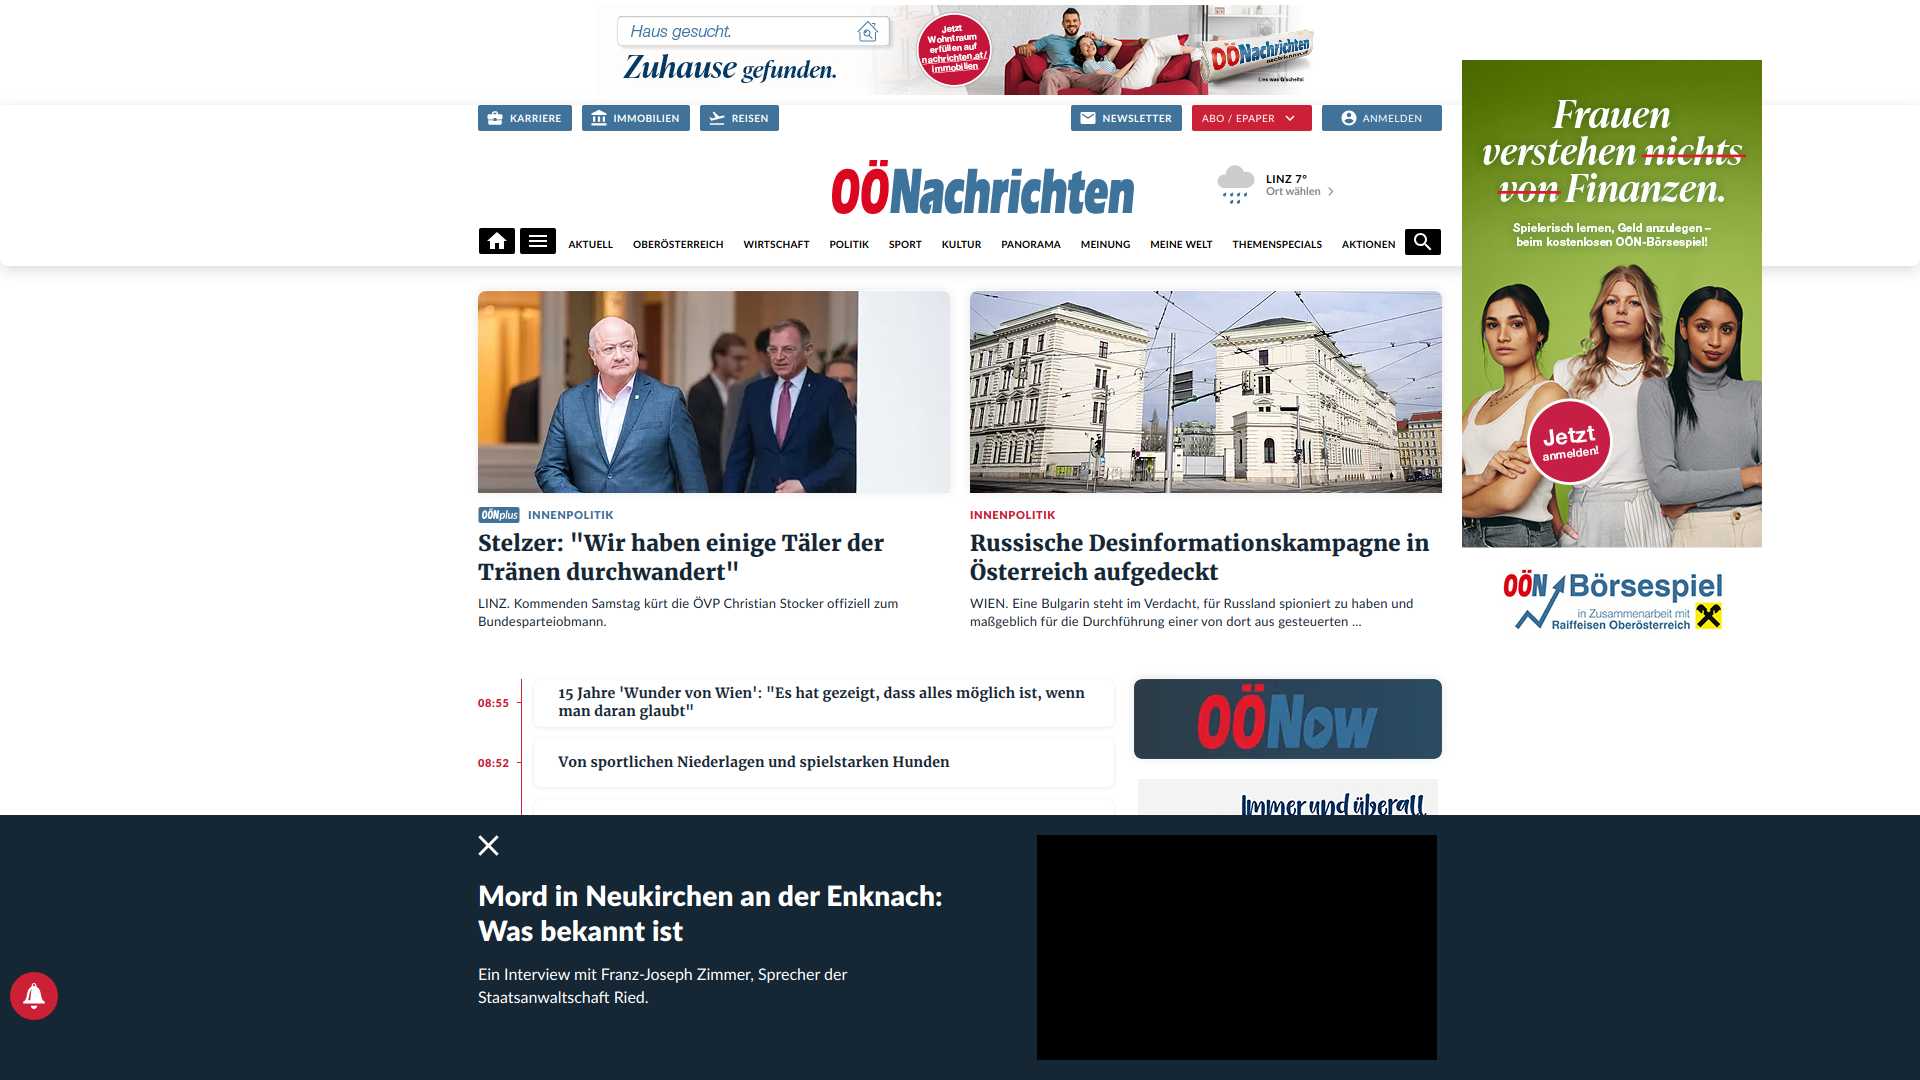 Haus gesucht.
Zuhause gefunden.
Jetzt
Wohntraum
erfüllen auf
nachrichten.at/
immobilien
OÖNachrichten
Lies was G'scheits!
KARRIERE
IMMOBILIEN
REISEN
NEWSLETTER
ABO / EPAPER
ANMELDEN
OÖNachrichten
LINZ 7°
Ort wählen
AKTUELL
OBERÖSTERREICH
WIRTSCHAFT
POLITIK
SPORT
KULTUR
PANORAMA
MEINUNG
MEINE WELT
THEMENSPECIALS
AKTIONEN
Frauen
verstehen nichts
von Finanzen.
Spielerisch lernen, Geld anzulegen –
beim kostenlosen OÖN-Börsespiel!
Jetzt
anmelden!
OÖN Börsespiel
in Zusammenarbeit mit
Raiffeisen Oberösterreich
OÖNplus INNENPOLITIK
Stelzer: "Wir haben einige Täler der
Tränen durchwandert"
LINZ. Kommenden Samstag kürt die ÖVP Christian Stocker offiziell zum
Bundesparteiobmann.
INNENPOLITIK
Russische Desinformationskampagne in
Österreich aufgedeckt
WIEN. Eine Bulgarin steht im Verdacht, für Russland spioniert zu haben und
maßgeblich für die Durchführung einer von dort aus gesteuerten ...
08:55
15 Jahre 'Wunder von Wien': "Es hat gezeigt, dass alles möglich ist, wenn
man daran glaubt"
08:52
Von sportlichen Niederlagen und spielstarken Hunden
OÖNow
Immer und überall
Mord in Neukirchen an der Enknach:
Was bekannt ist
Ein Interview mit Franz-Joseph Zimmer, Sprecher der
Staatsanwaltschaft Ried.